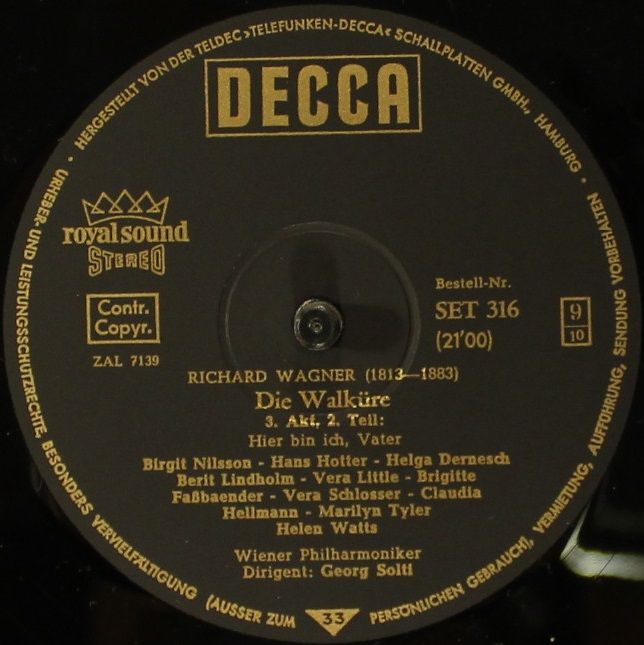 HERGESTELLT VON DER TELDEC »TELEFUNKEN-DECCA« SCHALLPLATTEN GMBH., HAMBURG •
DECCA
royal sound
STEREO
Contr.
Copyr.
ZAL 7139
Bestell-Nr.
SET 316
(21'00)
9
10
RICHARD WAGNER (1813—1883)
Die Walküre
3. Akt, 2. Teil:
Hier bin ich, Vater
Birgit Nilsson - Hans Hotter - Helga Dernesch
Berit Lindholm - Vera Little - Brigitte
Faßbaender - Vera Schlosser - Claudia
Hellmann - Marilyn Tyler
Helen Watts
Wiener Philharmoniker
Dirigent: Georg Solti
• URHEBER- UND LEISTUNGSSCHUTZRECHTE, BESONDERS VERVIELFÄLTIGUNG (AUSSER ZUM PERSÖNLICHEN GEBRAUCH), VERMIETUNG, AUFFÜHRUNG, SENDUNG VORBEHALTEN •
33